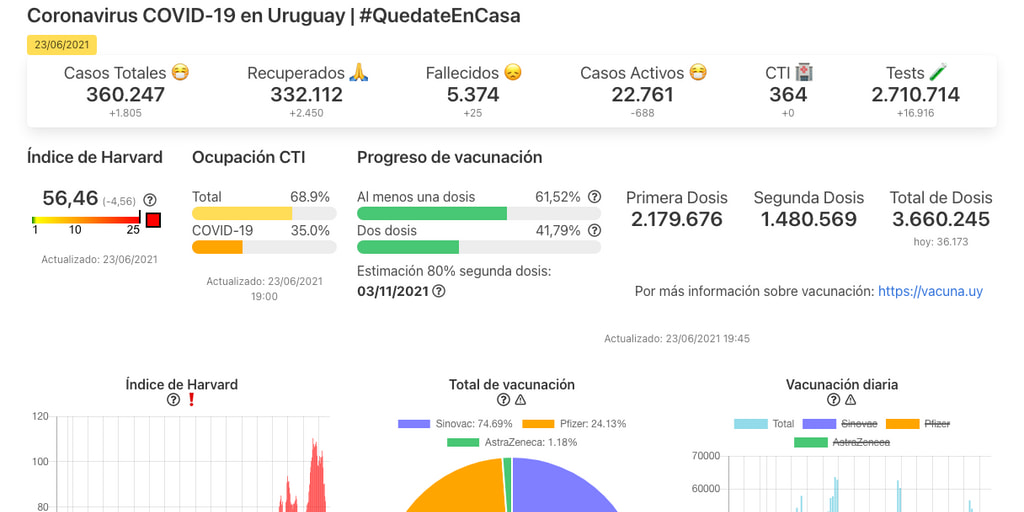 Coronavirus COVID-19 en Uruguay | #QuedateEnCasa
23/06/2021
Casos Totales 😷 Recuperados 🙏 Fallecidos 😞 Casos Activos 😷 CTI 🏥 Tests 🧪
360.247 332.112 5.374 22.761 364 2.710.714
+1.805 +2.450 +25 -688 +0 +16.916
Índice de Harvard Ocupación CTI Progreso de vacunación
56,46 (-4,56)
1 10 25
Actualizado: 23/06/2021
Total 68.9%
COVID-19 35.0%
Actualizado: 23/06/2021
19:00
Al menos una dosis 61,52%
Dos dosis 41,79%
Estimación 80% segunda dosis:
03/11/2021
Primera Dosis Segunda Dosis Total de Dosis
2.179.676 1.480.569 3.660.245
hoy: 36.173
Por más información sobre vacunación: https://vacuna.uy
Actualizado: 23/06/2021 19:45
Índice de Harvard
❗
120
100
80
Total de vacunación
Sinovac: 74.69% Pfizer: 24.13%
AstraZeneca: 1.18%
Vacunación diaria
Total Sinovac Pfizer
AstraZeneca
70000
60000